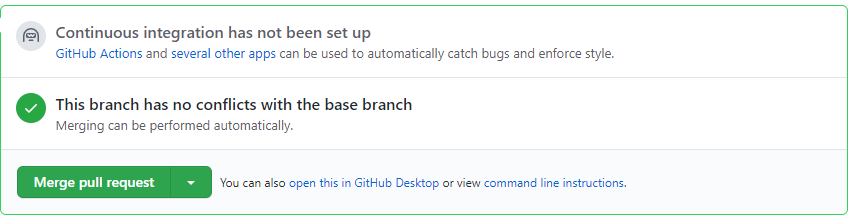 Continuous integration has not been set up
GitHub Actions and several other apps can be used to automatically catch bugs and enforce style.
This branch has no conflicts with the base branch
Merging can be performed automatically.
Merge pull request
You can also open this in GitHub Desktop or view command line instructions.